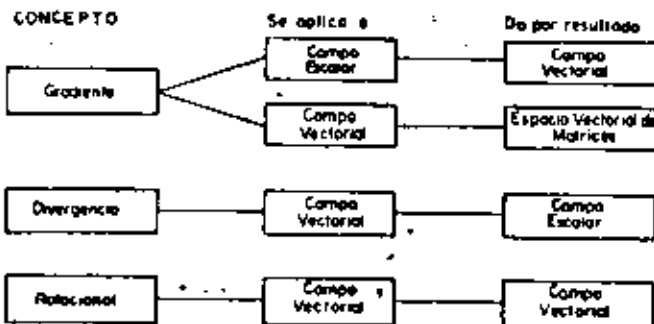 CONCEPTO
Se aplica a
Da por resultado
Gradiente
Campo
Escalar
Campo
Vectorial
Campo
Vectorial
Espacio Vectorial de
Matrices
Divergencia
Campo
Vectorial
Campo
Escalar
Rotacional
Campo
Vectorial
Campo
Vectorial